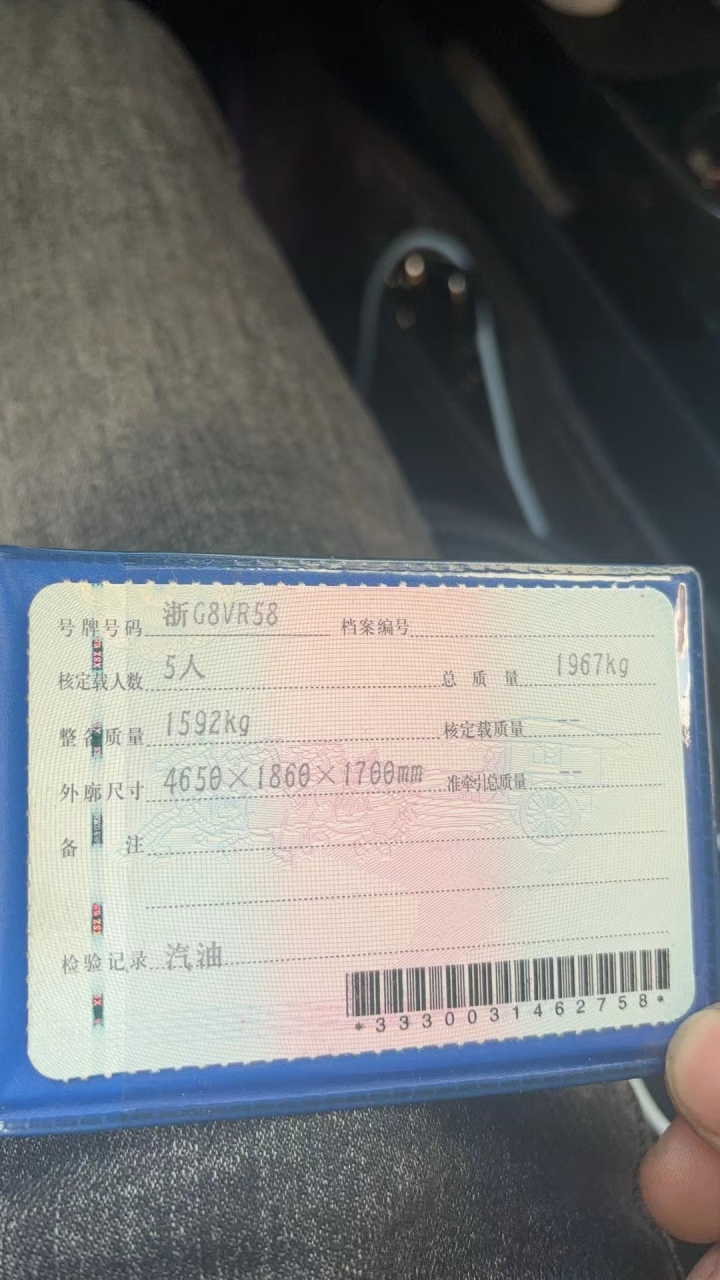 号牌号码 浙G8VR58 档案编号
核定载人数 5人 总质量 1967kg
整备质量 1592kg 核定载质量 --
外廓尺寸 4650×1860×1700mm 准牵引总质量 --
备注
检验记录 汽油
*3330031462758*